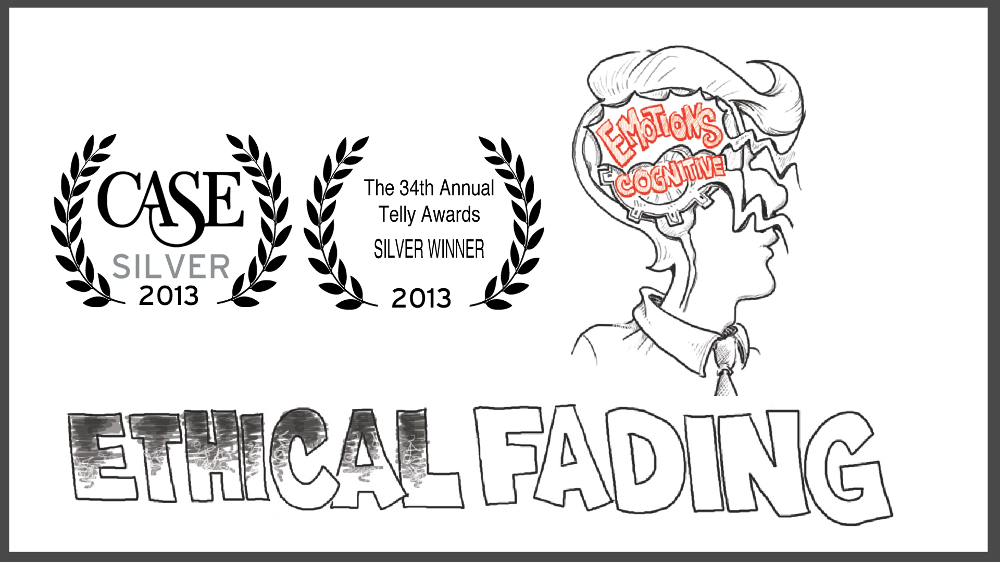 CASE
SILVER
2013
The 34th Annual
Telly Awards
SILVER WINNER
2013
EMOTIONS
COGNITIVE
ETHICAL FADING